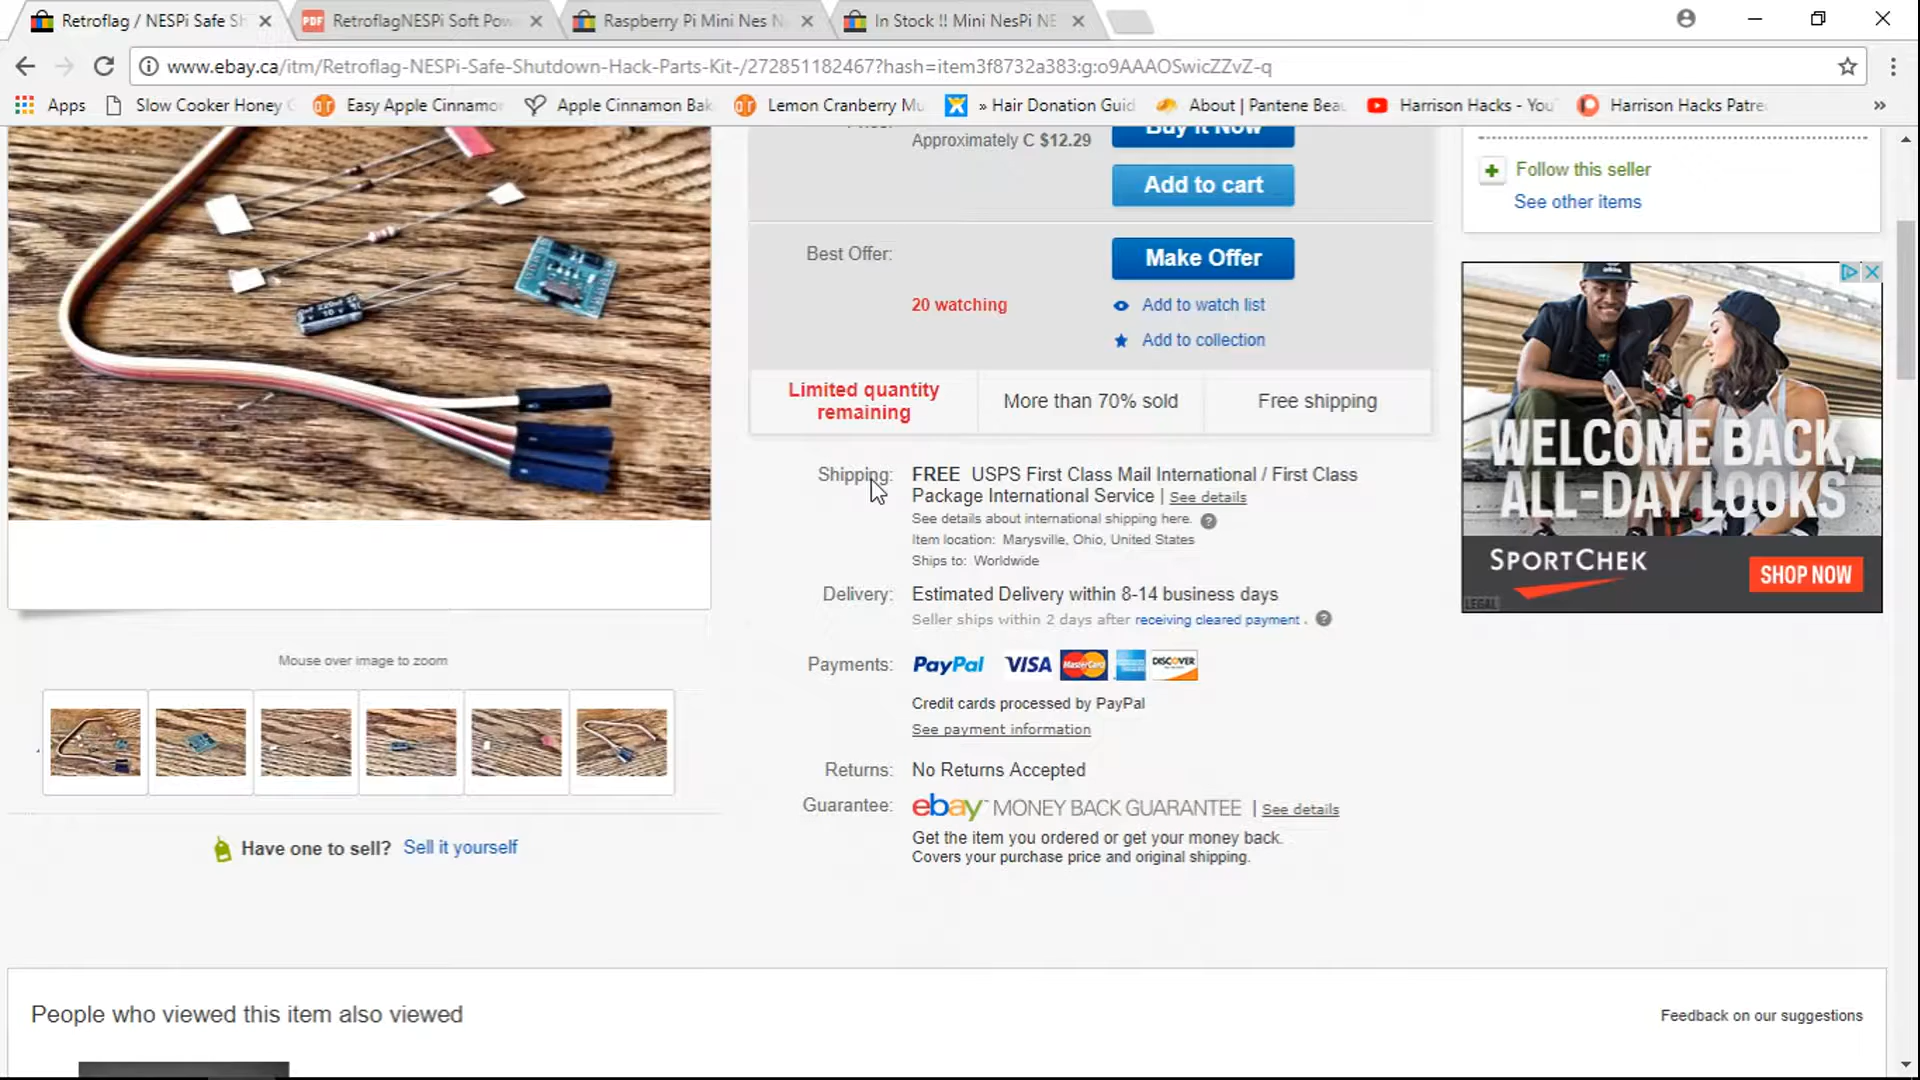 Retroflag / NESPi Safe Sh
RetroflagNESPi Soft Pow
Raspberry Pi Mini Nes N
In Stock !! Mini NesPi NE
www.ebay.ca/itm/Retroflag-NESPi-Safe-Shutdown-Hack-Parts-Kit-/272851182467?hash=item3f8732a383:g:o9AAAOSwicZZvZ-q
Apps
Slow Cooker Honey
Easy Apple Cinnamon
Apple Cinnamon Bak
Lemon Cranberry Mu
» Hair Donation Guid
About | Pantene Beau
Harrison Hacks - You
Harrison Hacks Patre
»
Price:
Approximately C $12.29
Buy It Now
Add to cart
Best Offer:
Make Offer
20 watching
Add to watch list
Add to collection
Limited quantity
remaining
More than 70% sold
Free shipping
Shipping:
FREE USPS First Class Mail International / First Class
Package International Service | See details
See details about international shipping here.
Item location: Marysville, Ohio, United States
Ships to: Worldwide
Delivery:
Estimated Delivery within 8-14 business days
Seller ships within 2 days after receiving cleared payment .
Payments:
PayPal VISA MasterCard DISCOVER
Credit cards processed by PayPal
See payment information
Returns:
No Returns Accepted
Guarantee:
ebay MONEY BACK GUARANTEE | See details
Get the item you ordered or get your money back.
Covers your purchase price and original shipping.
Mouse over image to zoom
Have one to sell? Sell it yourself
Follow this seller
See other items
WELCOME BACK,
ALL-DAY LOOKS
SPORTCHEK
SHOP NOW
LEGAL
People who viewed this item also viewed
Feedback on our suggestions